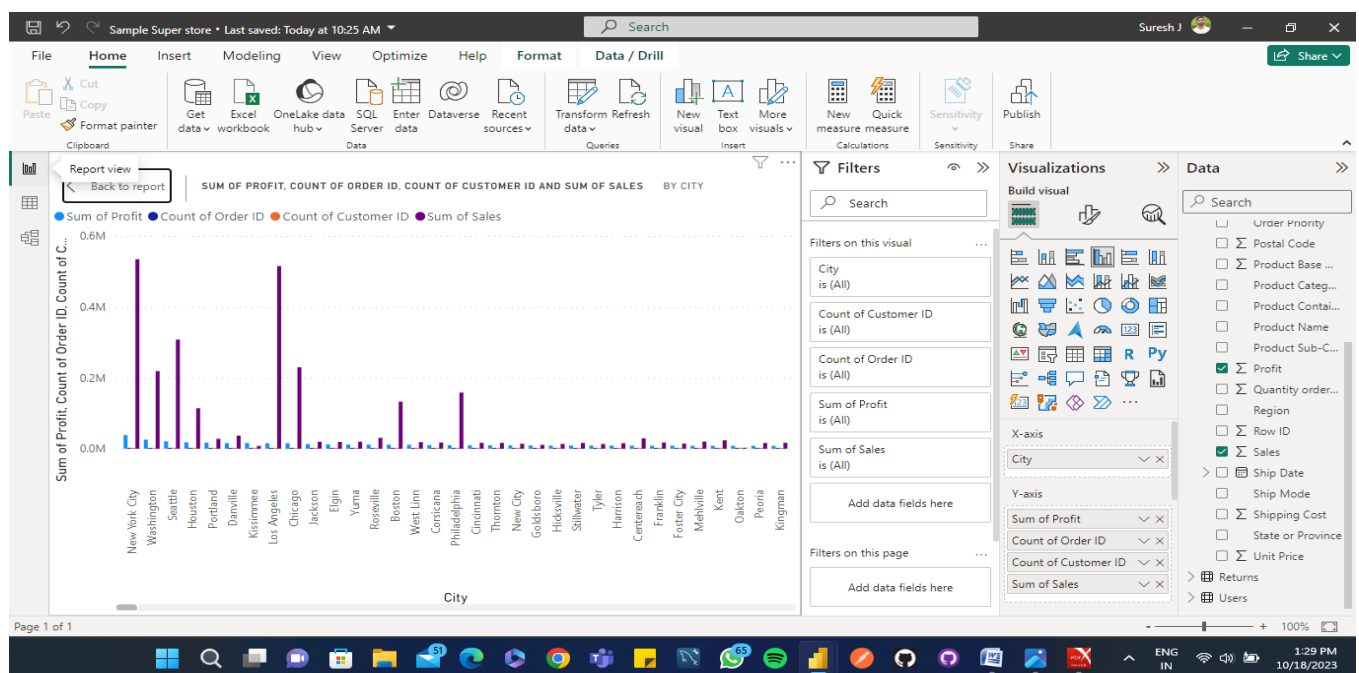 Sample Super store • Last saved: Today at 10:25 AM
Search
Suresh J
File Home Insert Modeling View Optimize Help Format Data / Drill
Share
Paste
Cut
Copy
Format painter
Clipboard
Get data
Excel workbook
OneLake data hub
SQL Server
Enter data
Dataverse
Recent sources
Data
Transform data
Refresh
Queries
New visual
Text box
More visuals
Insert
New measure
Quick measure
Calculations
Sensitivity
Sensitivity
Publish
Share
Report view
Back to report
SUM OF PROFIT, COUNT OF ORDER ID, COUNT OF CUSTOMER ID AND SUM OF SALES BY CITY
Sum of Profit Count of Order ID Count of Customer ID Sum of Sales
Sum of Profit, Count of Order ID, Count of C...
0.6M
0.4M
0.2M
0.0M
New York City
Washington
Seattle
Houston
Portland
Danville
Kissimmee
Los Angeles
Chicago
Jackson
Elgin
Yuma
Roseville
Boston
West Linn
Corsicana
Philadelphia
Cincinnati
Thornton
New City
Goldsboro
Hicksville
Stillwater
Tyler
Harrison
Centereach
Franklin
Foster City
Mehlville
Kent
Oakton
Peoria
Kingman
City
Filters
Search
Filters on this visual ...
City
is (All)
Count of Customer ID
is (All)
Count of Order ID
is (All)
Sum of Profit
is (All)
Sum of Sales
is (All)
Add data fields here
Filters on this page ...
Add data fields here
Visualizations
Build visual
123
R Py
123
...
X-axis
City
Y-axis
Sum of Profit
Count of Order ID
Count of Customer ID
Sum of Sales
Data
Search
Order Priority
Postal Code
Product Base ...
Product Categ...
Product Contai...
Product Name
Product Sub-C...
Profit
Quantity order...
Region
Row ID
Sales
Ship Date
Ship Mode
Shipping Cost
State or Province
Unit Price
Returns
Users
Page 1 of 1
- + 100%
51
65
ENG
IN
1:29 PM
10/18/2023